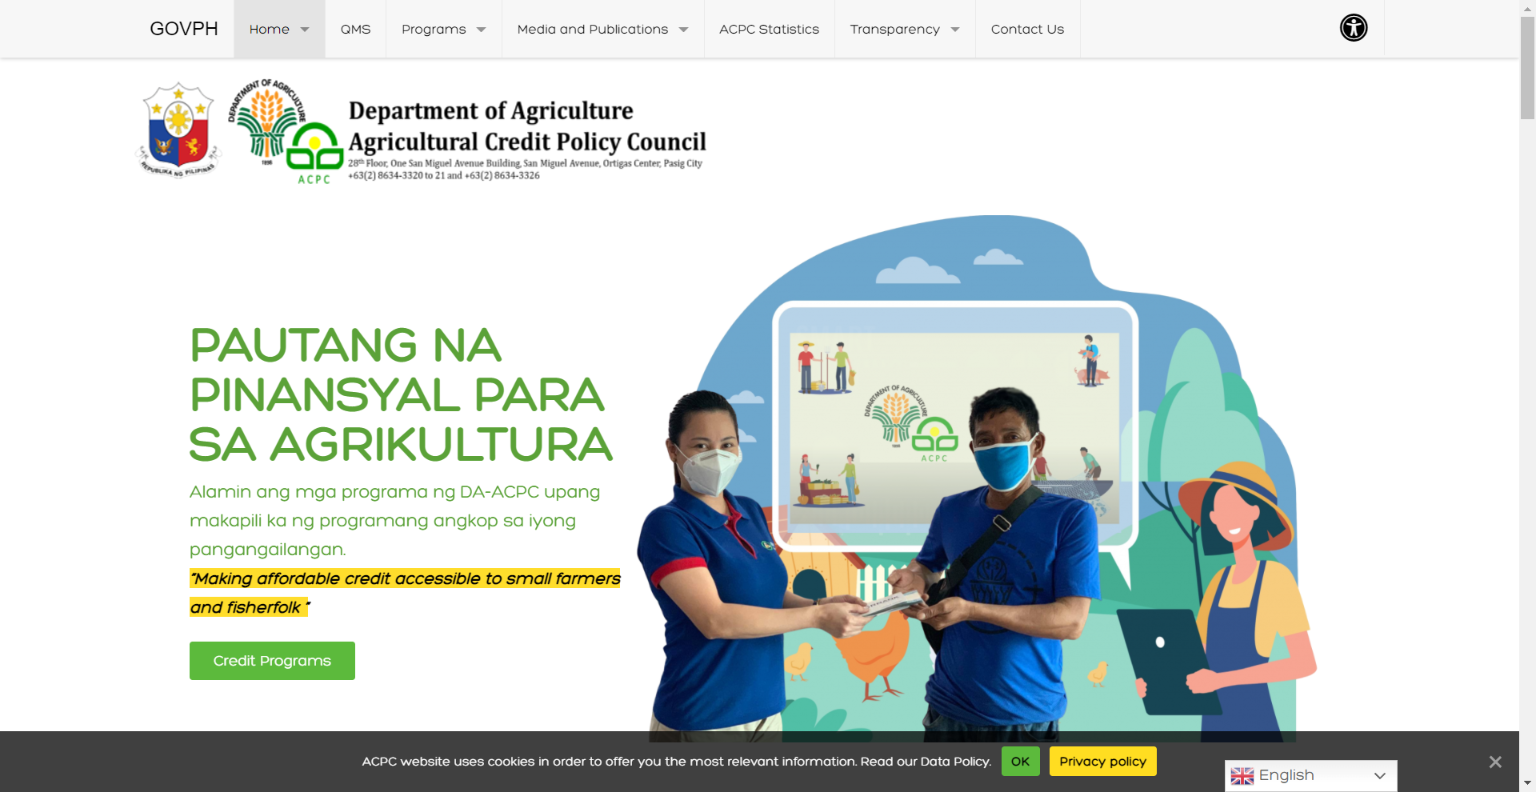 GOVPH
Home
QMS
Programs
Media and Publications
ACPC Statistics
Transparency
Contact Us
REPUBLIKA NG PILIPINAS
DEPARTMENT OF AGRICULTURE
1898
ACPC
Department of Agriculture
Agricultural Credit Policy Council
28th Floor, One San Miguel Avenue Building, San Miguel Avenue, Ortigas Center, Pasig City
+63(2) 8634-3320 to 21 and +63(2) 8634-3326
PAUTANG NA
PINANSYAL PARA
SA AGRIKULTURA
Alamin ang mga programa ng DA-ACPC upang
makapili ka ng programang angkop sa iyong
pangangailangan.
"Making affordable credit accessible to small farmers
and fisherfolk "
Credit Programs
DEPARTMENT OF AGRICULTURE
1898
ACPC
ACPC website uses cookies in order to offer you the most relevant information. Read our Data Policy.
OK
Privacy policy
English